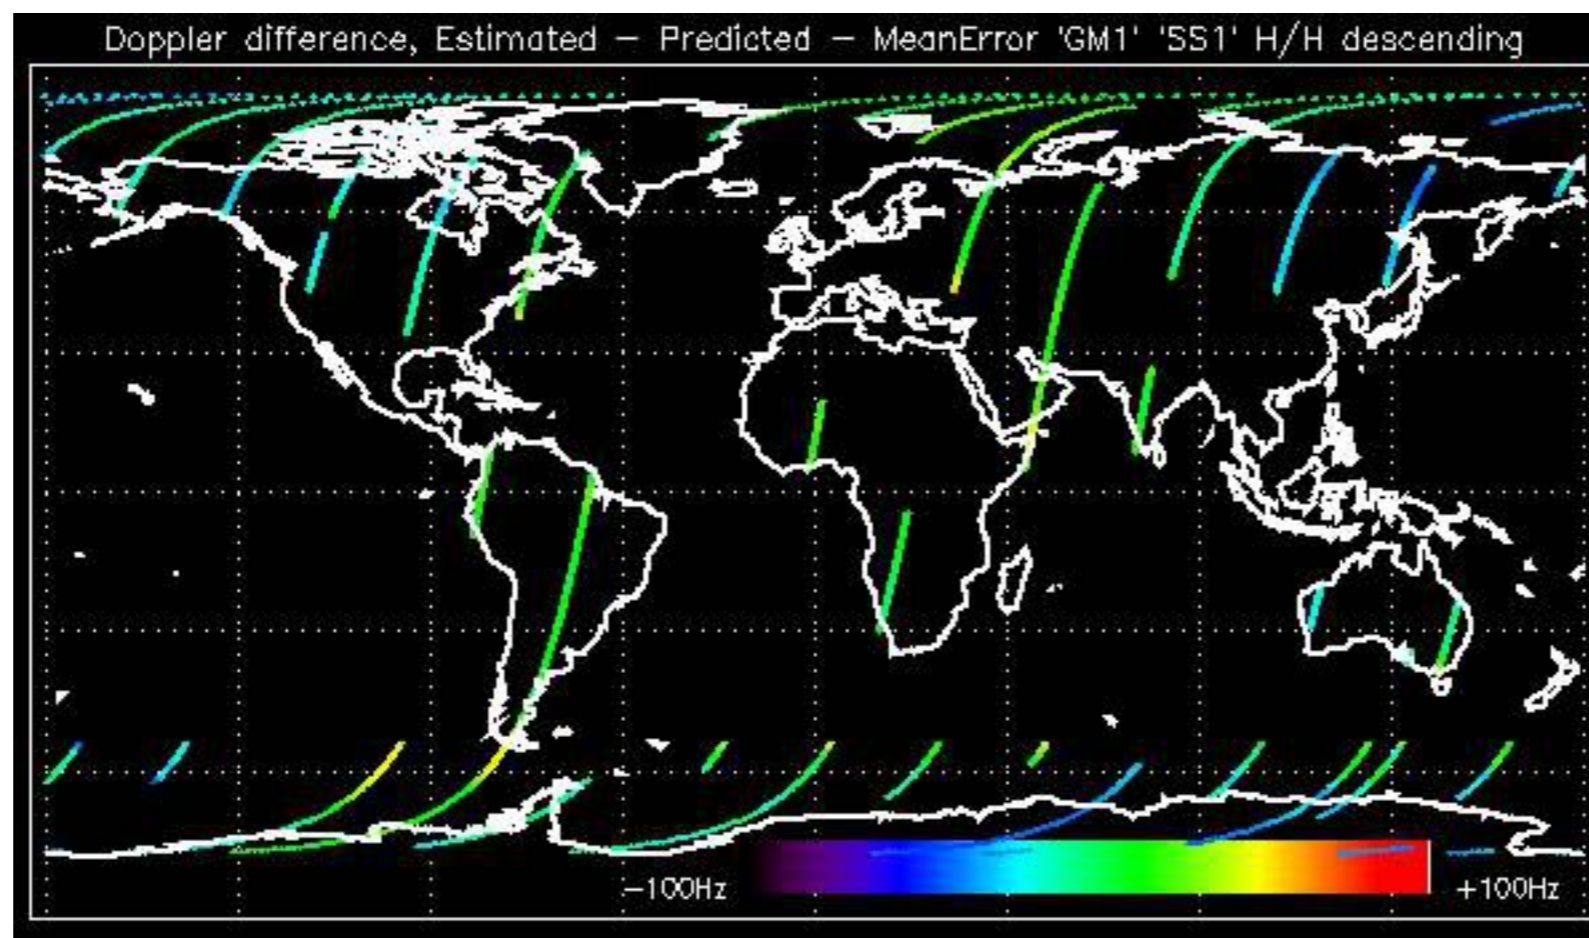 Doppler difference, Estimated – Predicted – MeanError 'GM1' 'SS1' H/H descending
–100Hz +100Hz